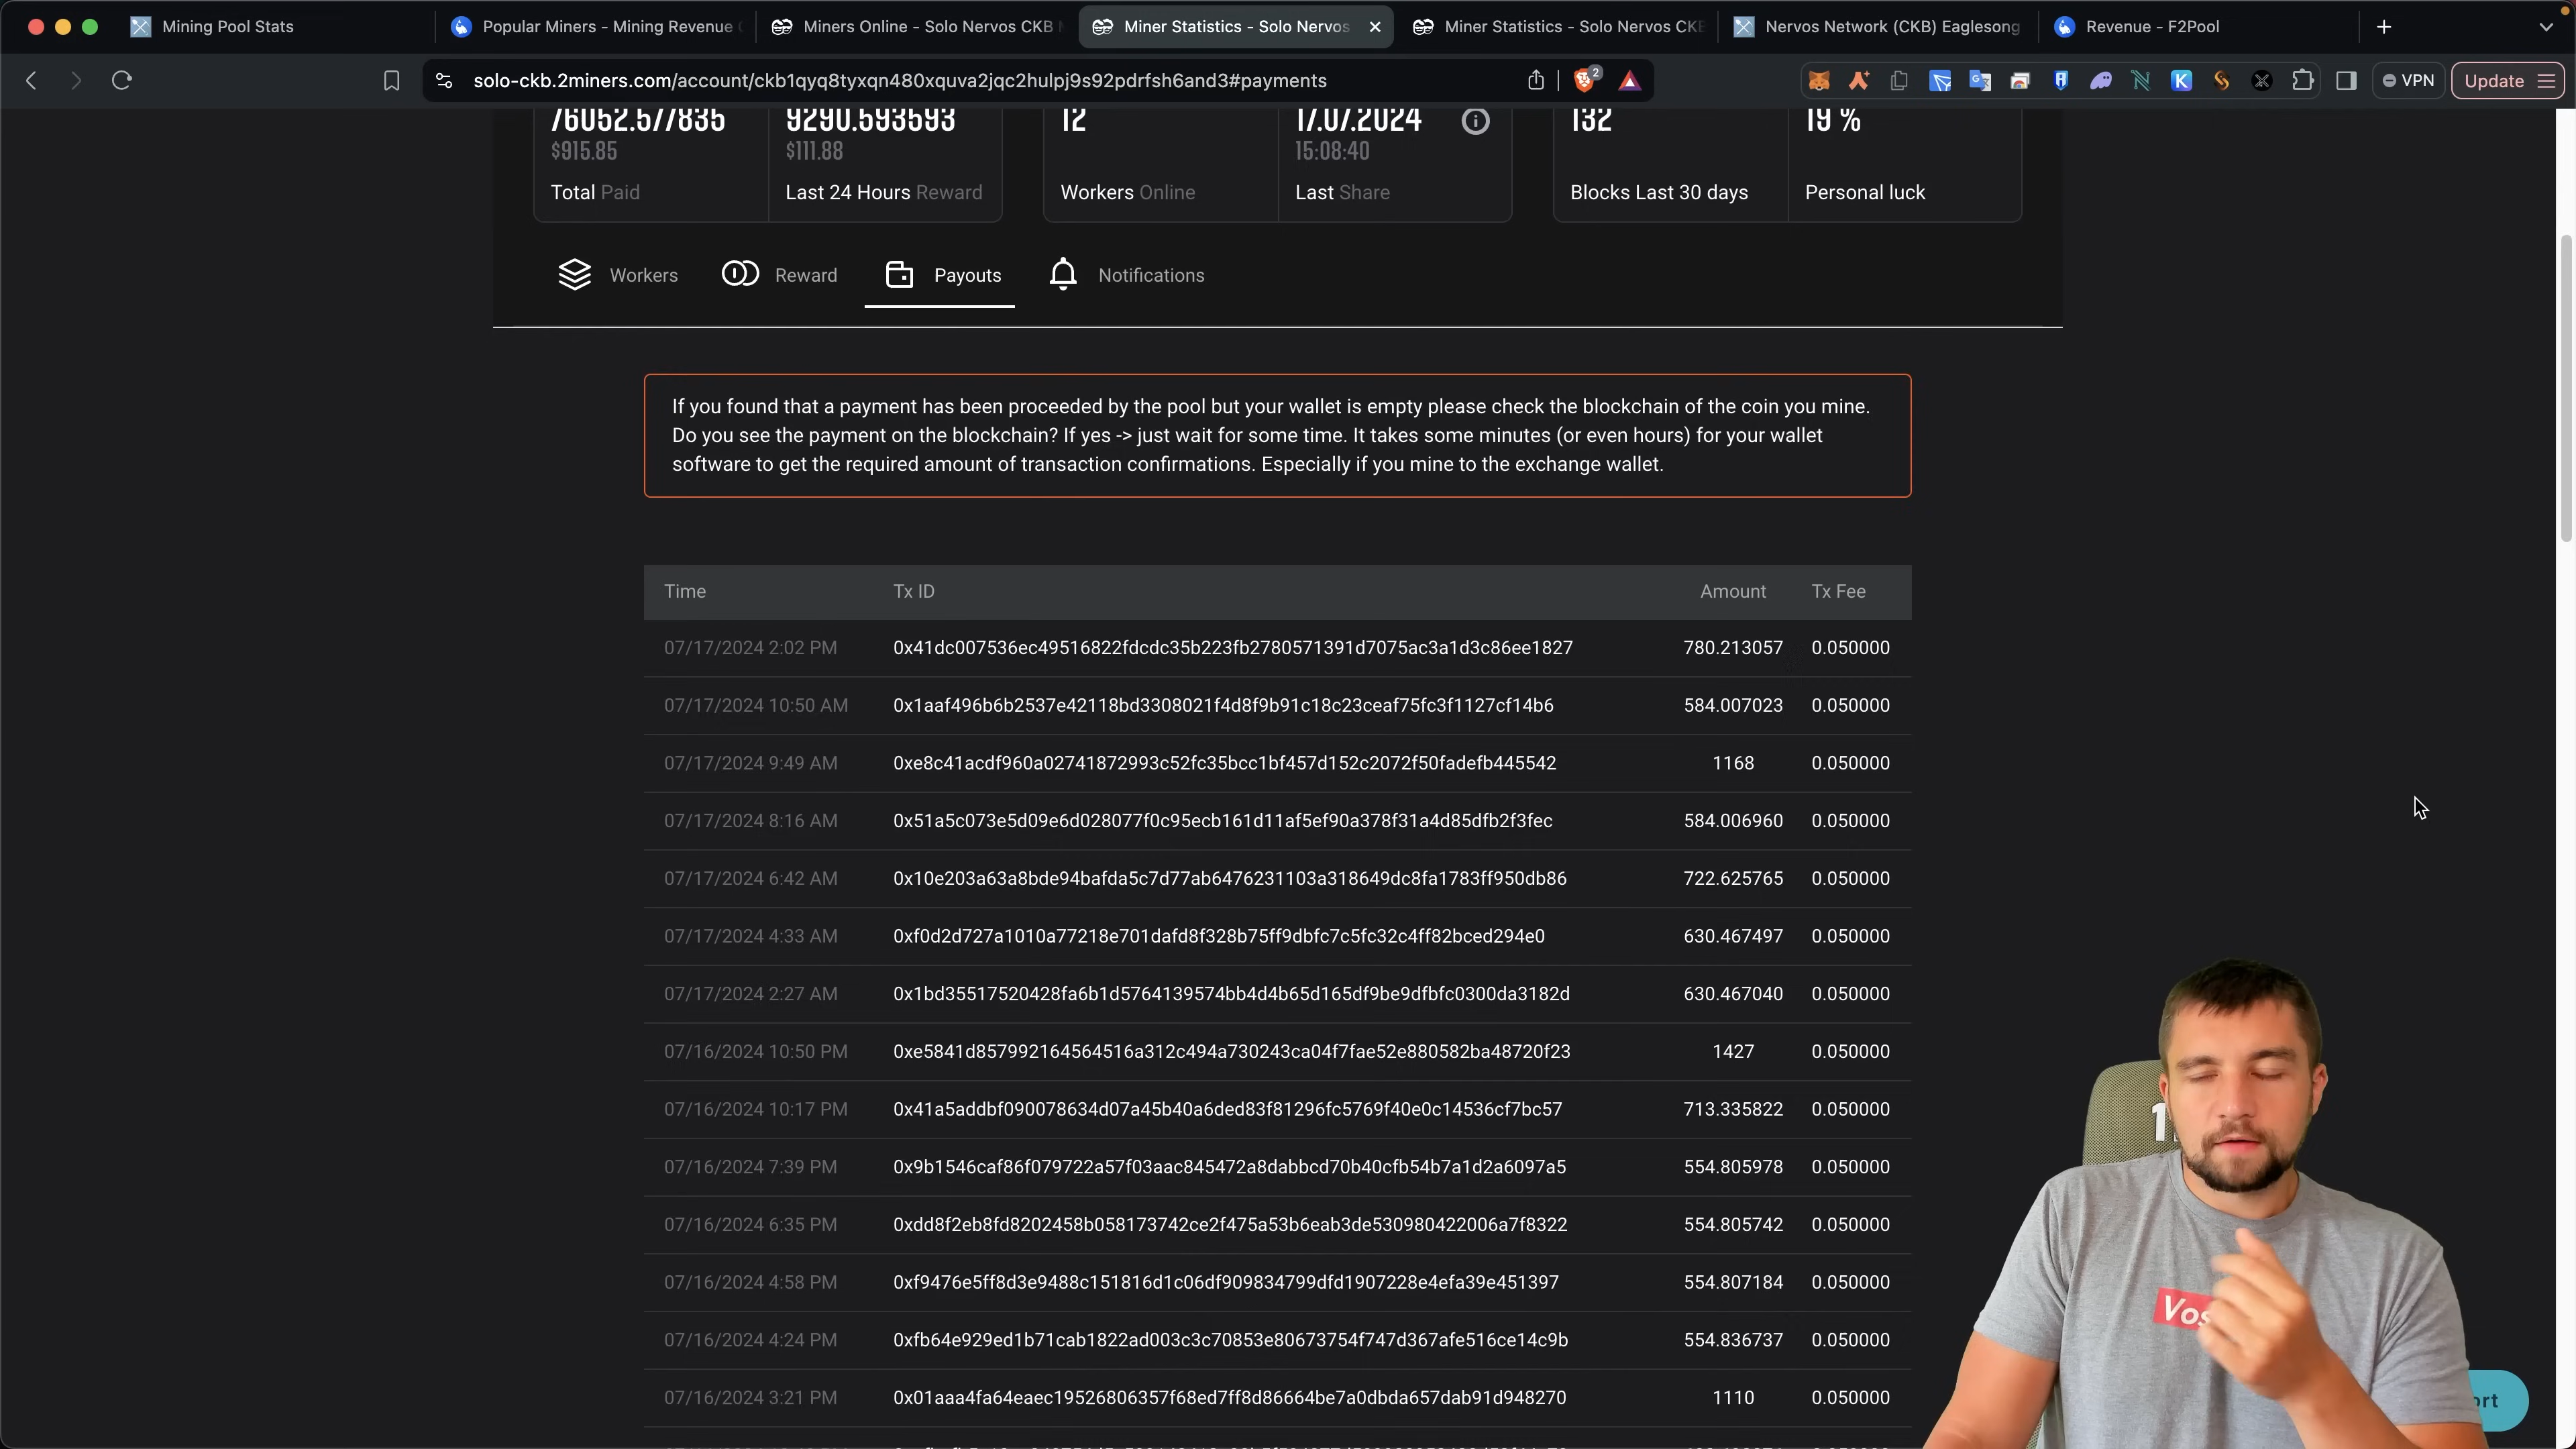 Mining Pool Stats
Popular Miners - Mining Revenue
Miners Online - Solo Nervos CKB
Miner Statistics - Solo Nervos
Miner Statistics - Solo Nervos CKB
Nervos Network (CKB) Eaglesong
Revenue - F2Pool
solo-ckb.2miners.com/account/ckb1qyq8tyxqn480xquva2jqc2hulpj9s92pdrfsh6and3#payments
2
VPN
Update
76052.577835
9290.593593
12
17.07.2024
132
19 %
$915.85
$111.88
15:08:40
Total Paid
Last 24 Hours Reward
Workers Online
Last Share
Blocks Last 30 days
Personal luck
Workers
Reward
Payouts
Notifications
If you found that a payment has been proceeded by the pool but your wallet is empty please check the blockchain of the coin you mine.
Do you see the payment on the blockchain? If yes -> just wait for some time. It takes some minutes (or even hours) for your wallet
software to get the required amount of transaction confirmations. Especially if you mine to the exchange wallet.
Time Tx ID Amount Tx Fee
07/17/2024 2:02 PM 0x41dc007536ec49516822fdcdc35b223fb2780571391d7075ac3a1d3c86ee1827 780.213057 0.050000
07/17/2024 10:50 AM 0x1aaf496b6b2537e42118bd3308021f4d8f9b91c18c23ceaf75fc3f1127cf14b6 584.007023 0.050000
07/17/2024 9:49 AM 0xe8c41acdf960a02741872993c52fc35bcc1bf457d152c2072f50fadefb445542 1168 0.050000
07/17/2024 8:16 AM 0x51a5c073e5d09e6d028077f0c95ecb161d11af5ef90a378f31a4d85dfb2f3fec 584.006960 0.050000
07/17/2024 6:42 AM 0x10e203a63a8bde94bafda5c7d77ab6476231103a318649dc8fa1783ff950db86 722.625765 0.050000
07/17/2024 4:33 AM 0xf0d2d727a1010a77218e701dafd8f328b75ff9dbfc7c5fc32c4ff82bced294e0 630.467497 0.050000
07/17/2024 2:27 AM 0x1bd35517520428fa6b1d5764139574bb4d4b65d165df9be9dfbfc0300da3182d 630.467040 0.050000
07/16/2024 10:50 PM 0xe5841d857992164564516a312c494a730243ca04f7fae52e880582ba48720f23 1427 0.050000
07/16/2024 10:17 PM 0x41a5addbf090078634d07a45b40a6ded83f81296fc5769f40e0c14536cf7bc57 713.335822 0.050000
07/16/2024 7:39 PM 0x9b1546caf86f079722a57f03aac845472a8dabbcd70b40cfb54b7a1d2a6097a5 554.805978 0.050000
07/16/2024 6:35 PM 0xdd8f2eb8fd8202458b058173742ce2f475a53b6eab3de530980422006a7f8322 554.805742 0.050000
07/16/2024 4:58 PM 0xf9476e5ff8d3e9488c151816d1c06df909834799dfd1907228e4efa39e451397 554.807184 0.050000
07/16/2024 4:24 PM 0xfb64e929ed1b71cab1822ad003c3c70853e80673754f747d367afe516ce14c9b 554.836737 0.050000
07/16/2024 3:21 PM 0x01aaa4fa64eaec19526806357f68ed7ff8d86664be7a0dbda657dab91d948270 1110 0.050000
Vos